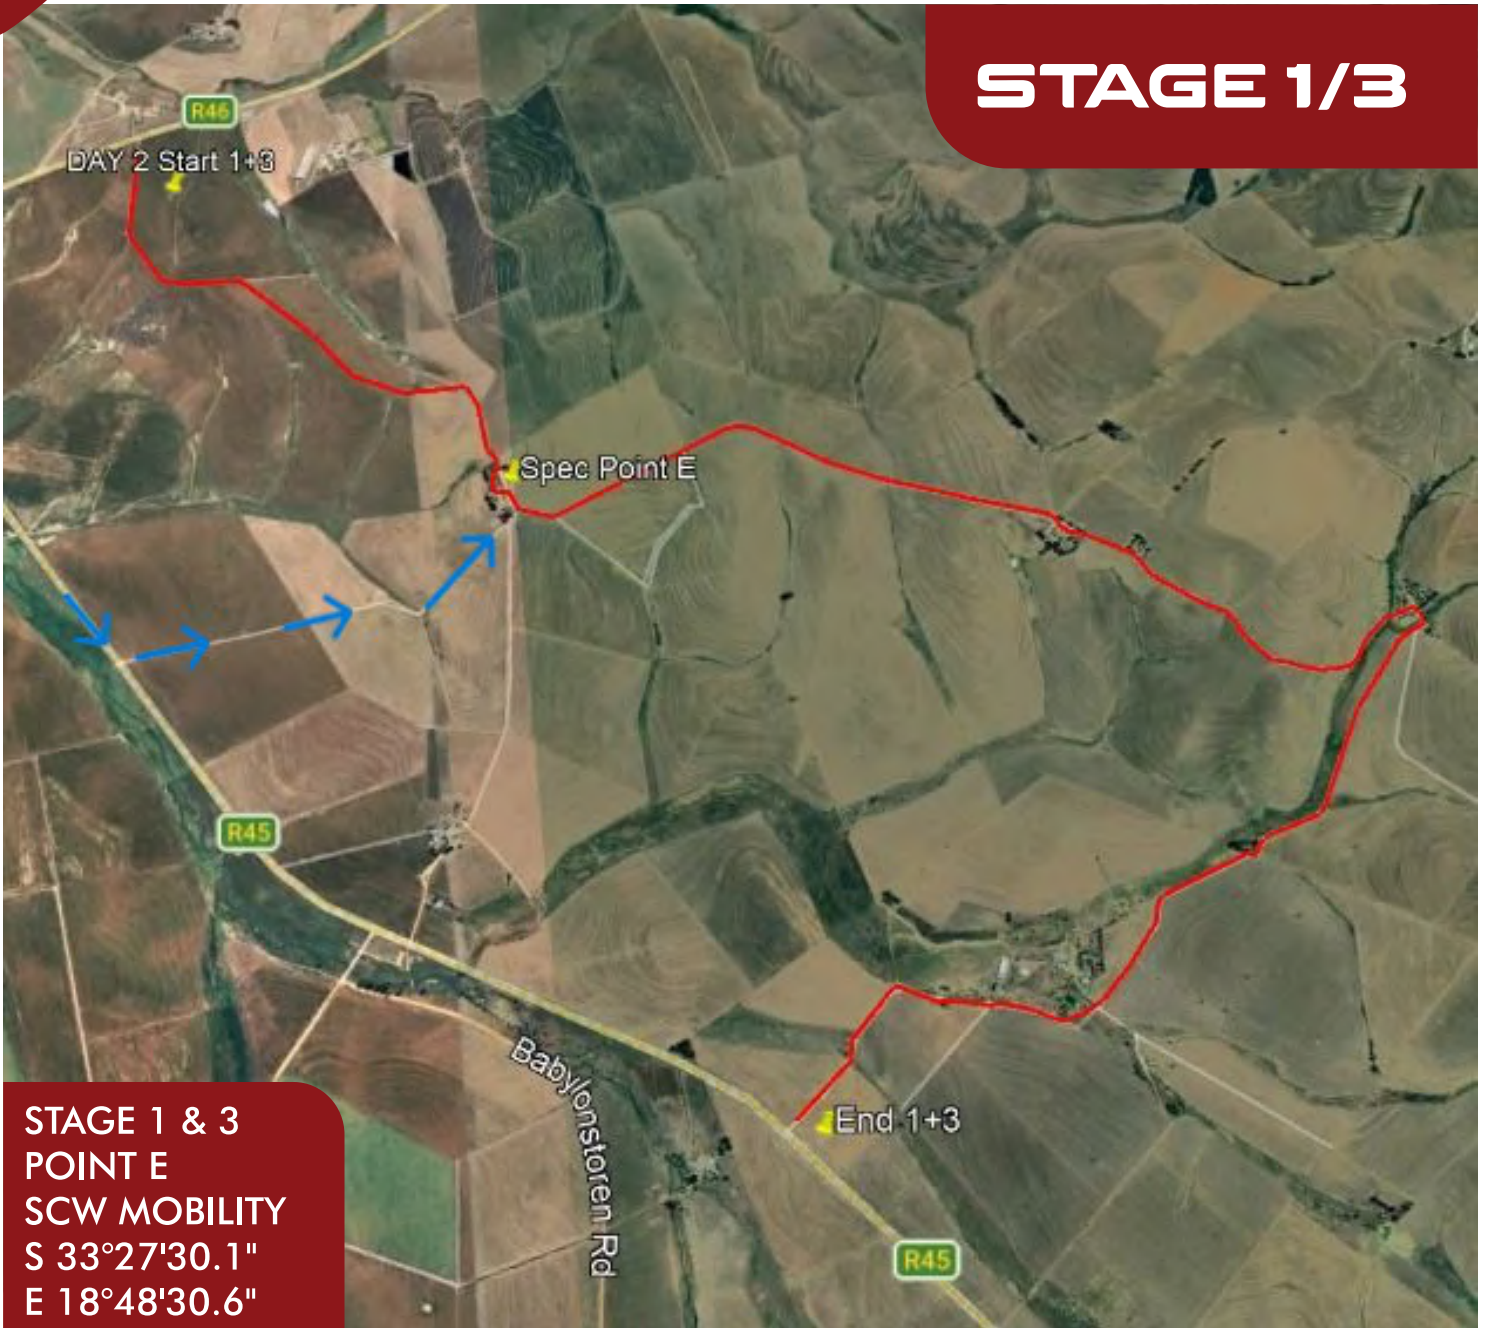 STAGE 1/3
R46
DAY 2 Start 1+3
Spec Point E
R45
Babylonstoren Rd
End 1+3
R45
STAGE 1 & 3
POINT E
SCW MOBILITY
S 33°27'30.1"
E 18°48'30.6"